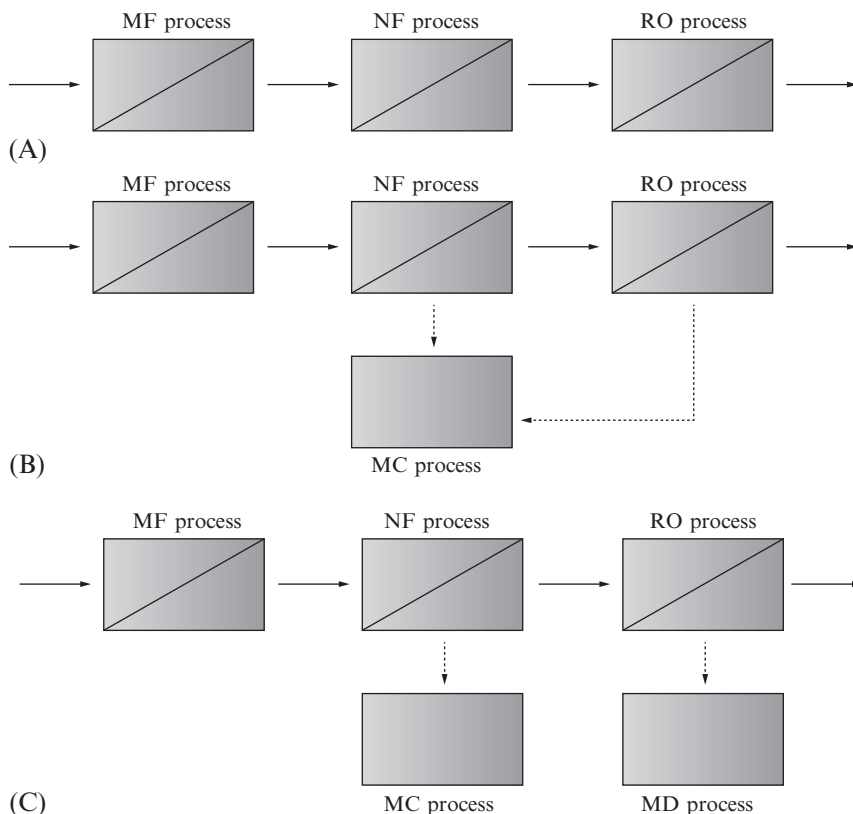 MF process NF process RO process
(A)
MF process NF process RO process
MC process
(B)
MF process NF process RO process
MC process MD process
(C)